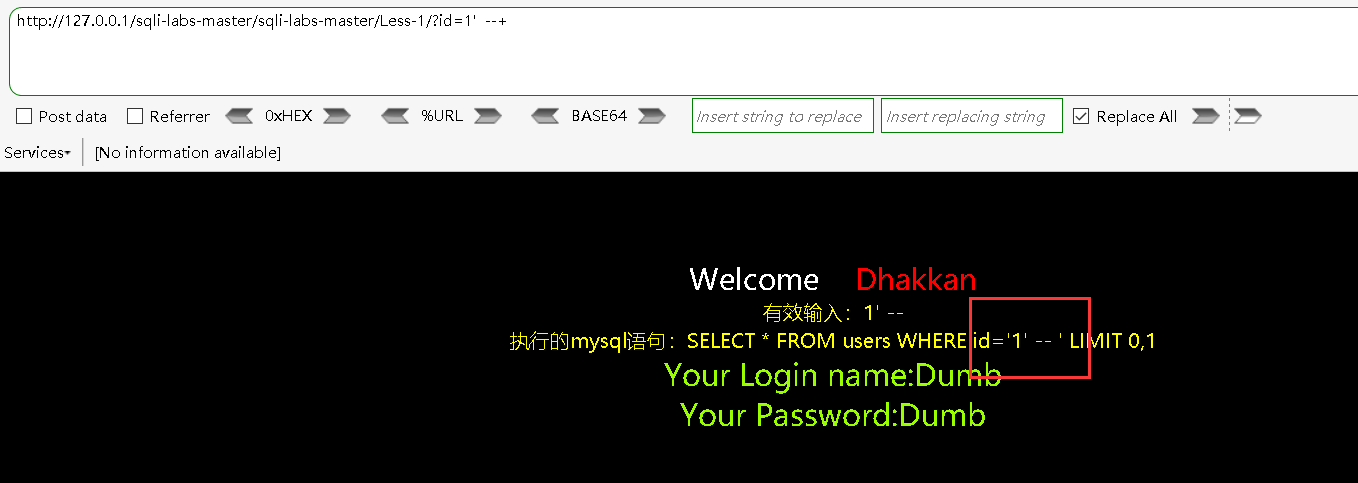 http://127.0.0.1/sqli-labs-master/sqli-labs-master/Less-1/?id=1'  --+
Post data Referrer 0xHEX %URL BASE64 Insert string to replace Insert replacing string Replace All
Services [No information available]
Welcome Dhakkan
有效输入：1' --
执行的mysql语句：SELECT * FROM users WHERE id='1' -- ' LIMIT 0,1
Your Login name:Dumb
Your Password:Dumb